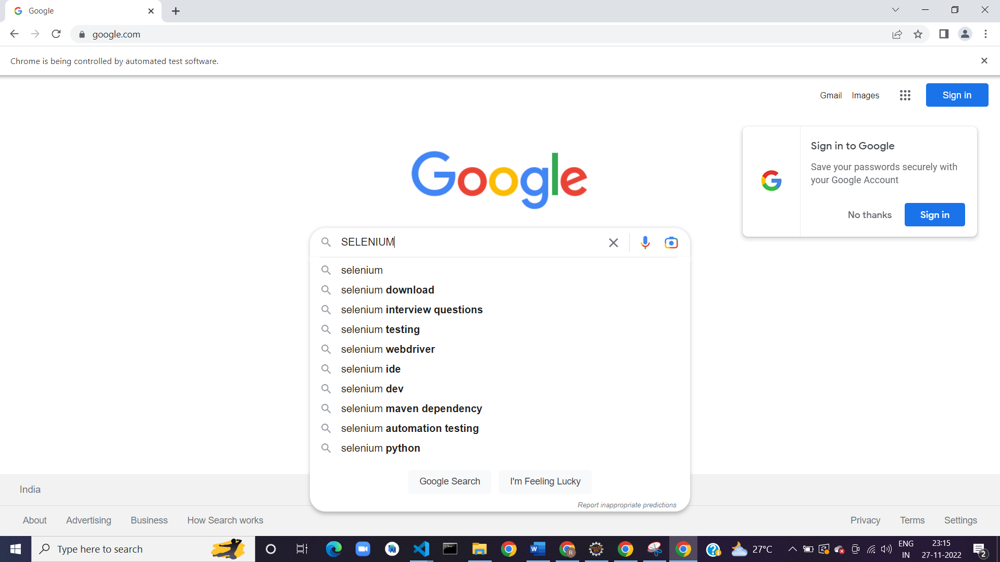 Google
google.com
Chrome is being controlled by automated test software.
Gmail Images Sign in
Sign in to Google
Save your passwords securely with
your Google Account
No thanks Sign in
Google
SELENIUM
selenium
selenium download
selenium interview questions
selenium testing
selenium webdriver
selenium ide
selenium dev
selenium maven dependency
selenium automation testing
selenium python
Google Search I'm Feeling Lucky
Report inappropriate predictions
India
About Advertising Business How Search works Privacy Terms Settings
Type here to search
27°C
ENG
IN
23:15
27-11-2022
2